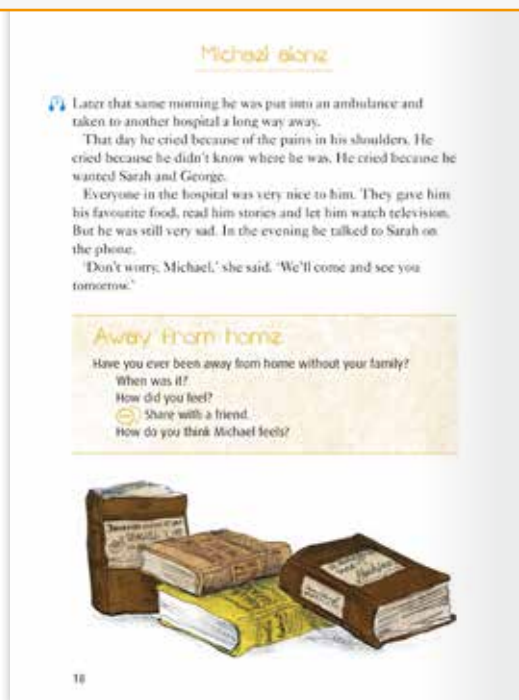 Michael alone
Later that same morning he was put into an ambulance and
taken to another hospital a long way away.
That day he cried because of the pains in his shoulders. He
cried because he didn't know where he was. He cried because he
wanted Sarah and George.
Everyone in the hospital was very nice to him. They gave him
his favourite food, read him stories and let him watch television.
But he was still very sad. In the evening he talked to Sarah on
the phone.
'Don't worry, Michael,' she said. 'We'll come and see you
tomorrow.'
Away from home
Have you ever been away from home without your family?
When was it?
How did you feel?
Share with a friend.
How do you think Michael feels?
18